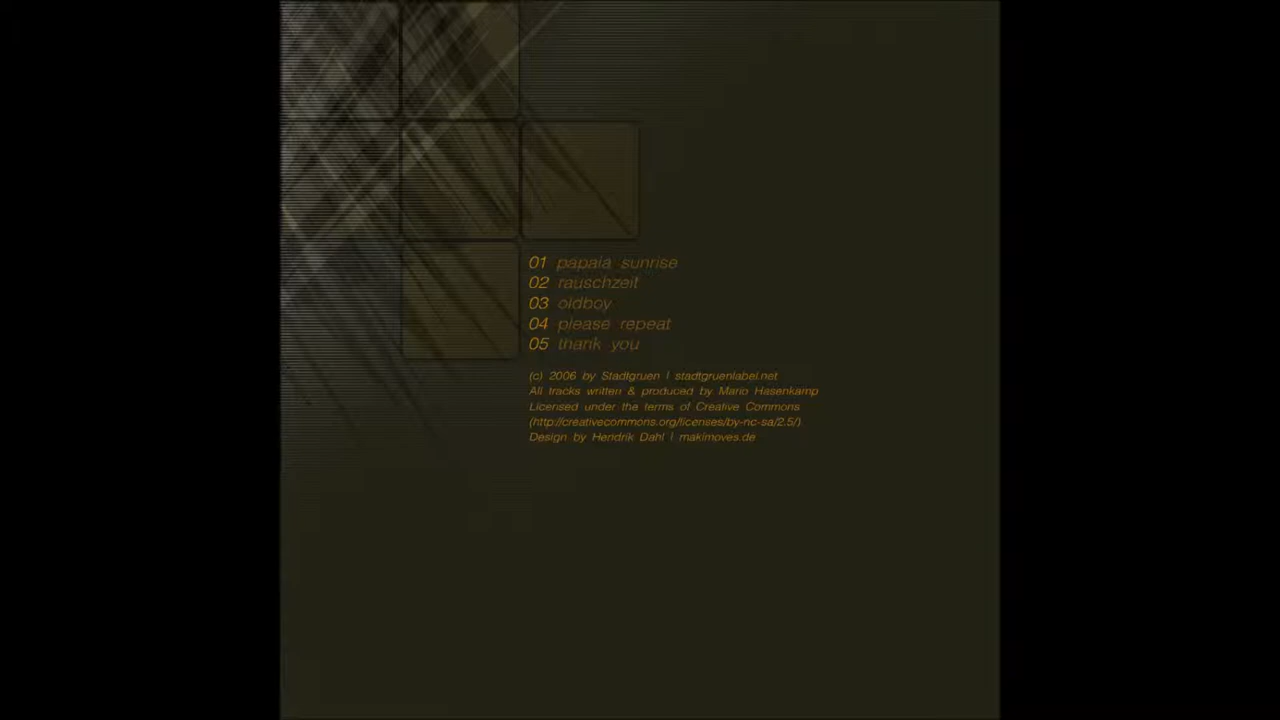 01 papaia sunrise
02 rauschzeit
03 oldboy
04 please repeat
05 thank you
(c) 2006 by Stadtgruen | stadtgruenlabel.net
All tracks written & produced by Mario Hasenkamp
Licensed under the terms of Creative Commons
(http://creativecommons.org/licenses/by-nc-sa/2.5/)
Design by Hendrik Dahl | makimoves.de